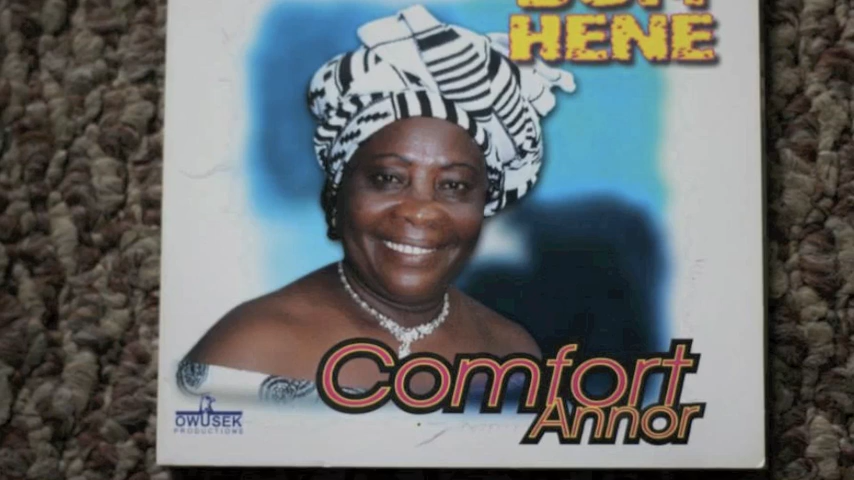 HENE
Comfort
Annor
OWUSEK
PRODUCTIONS